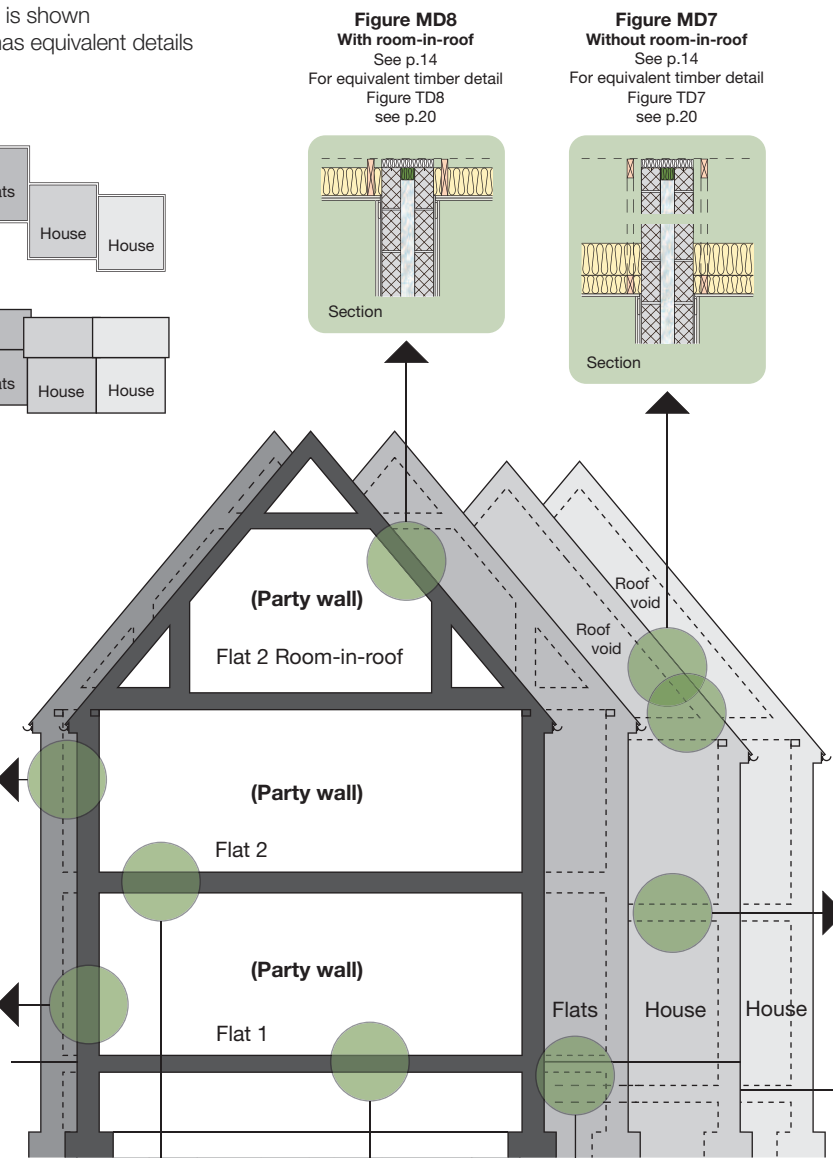 is shown
has equivalent details
Figure MD8
With room-in-roof
See p.14
For equivalent timber detail
Figure TD8
see p.20
Figure MD7
Without room-in-roof
See p.14
For equivalent timber detail
Figure TD7
see p.20
House
House
House
House
Section
Section
Roof
void
Roof
void
(Party wall)
Flat 2 Room-in-roof
(Party wall)
Flat 2
(Party wall)
Flat 1
Flats
House
House